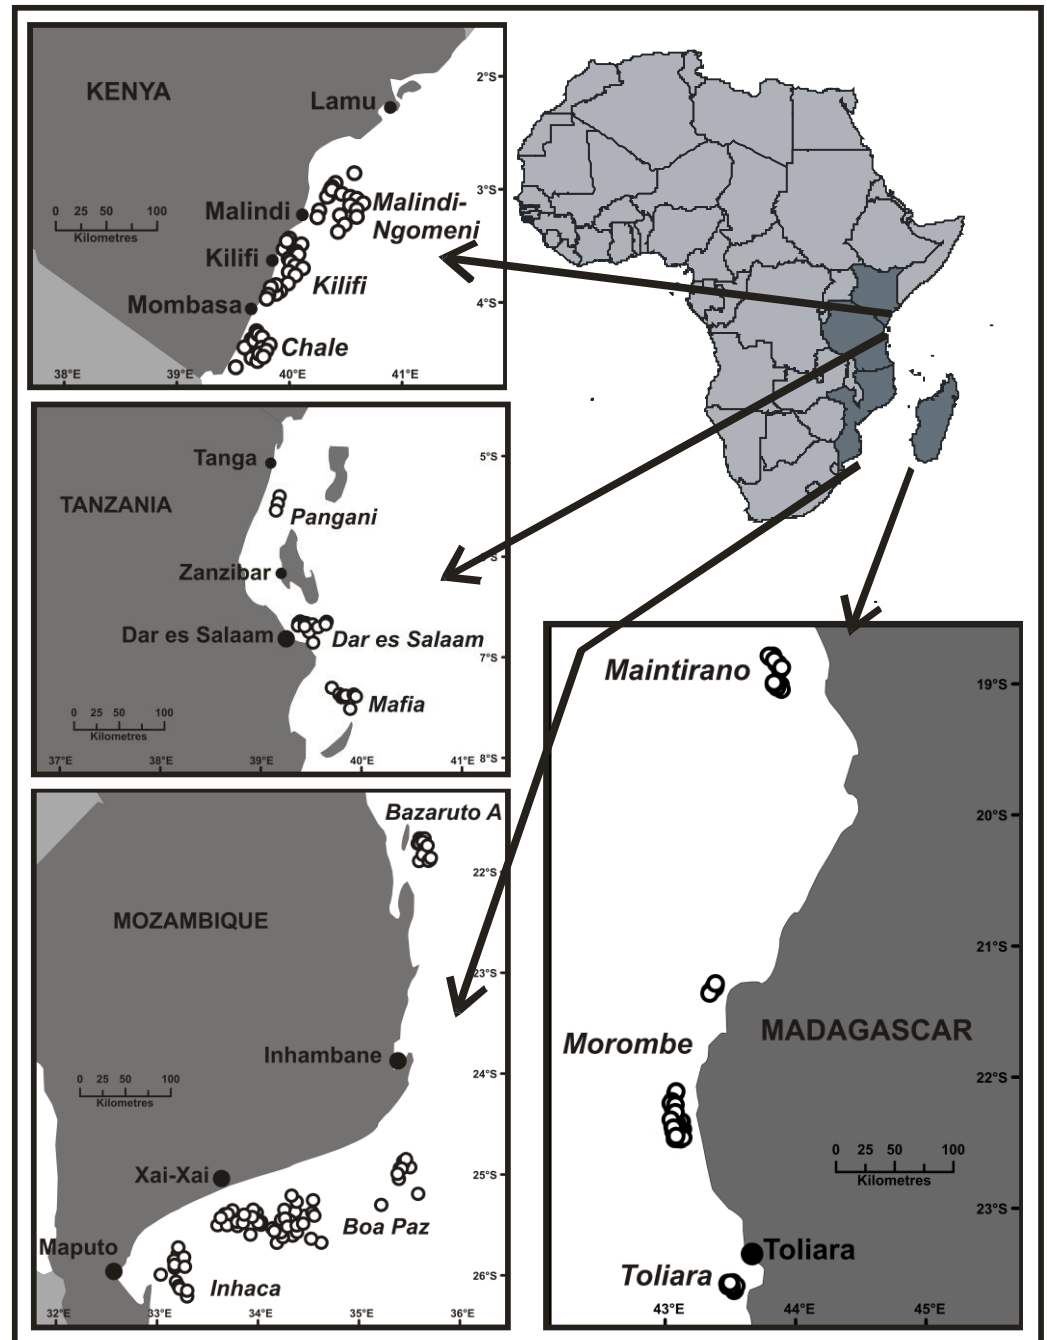 KENYA
Lamu
2°S
3°S
Malindi
Malindi-
Ngomeni
0 25 50 100
Kilometres
Kilifi
Kilifi
Mombasa
4°S
Chale
38°E 39°E 40°E 41°E
Tanga
5°S
TANZANIA
Pangani
Zanzibar
°S
Dar es Salaam
Dar es Salaam
7°S
Mafia
0 25 50 100
Kilometres
8°S
37°E 38°E 39°E 40°E 41°E
Bazaruto A
22°S
MOZAMBIQUE
23°S
Inhambane
24°S
0 25 50 100
Kilometres
Xai-Xai
25°S
Boa Paz
Maputo
Inhaca
26°S
32°E 33°E 34°E 35°E 36°E
Maintirano
19°S
20°S
21°S
MADAGASCAR
Morombe
22°S
0 25 50 100
Kilometres
23°S
Toliara
Toliara
43°E 44°E 45°E